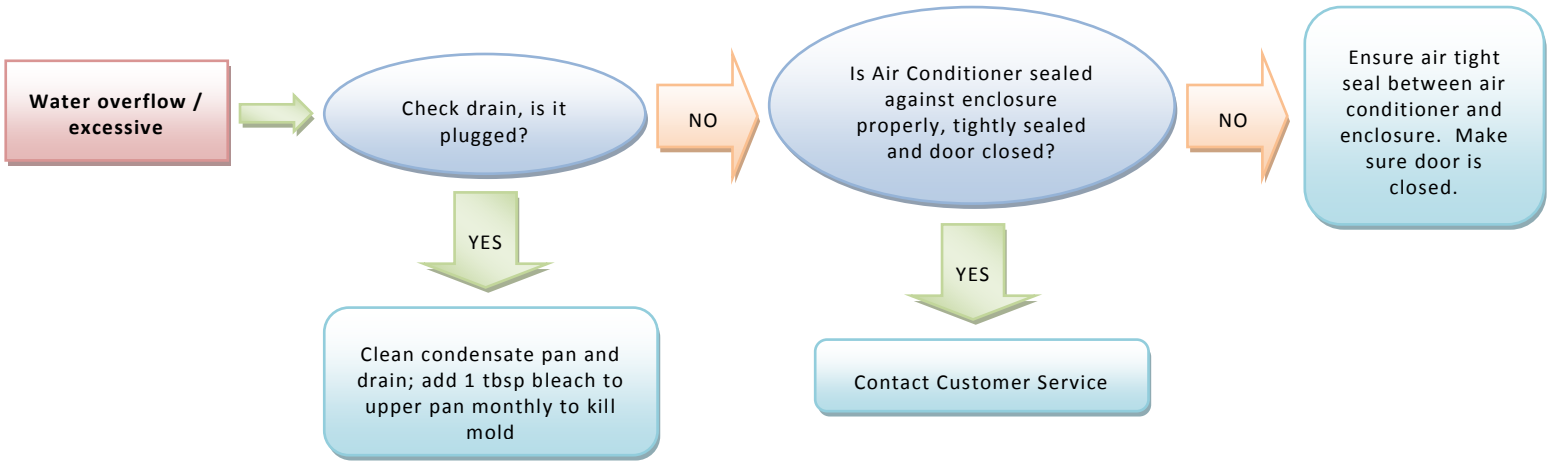 Water overflow /
excessive
Check drain, is it
plugged?
NO
Is Air Conditioner sealed
against enclosure
properly, tightly sealed
and door closed?
NO
Ensure air tight
seal between air
conditioner and
enclosure.  Make
sure door is
closed.
YES
Clean condensate pan and
drain; add 1 tbsp bleach to
upper pan monthly to kill
mold
YES
Contact Customer Service